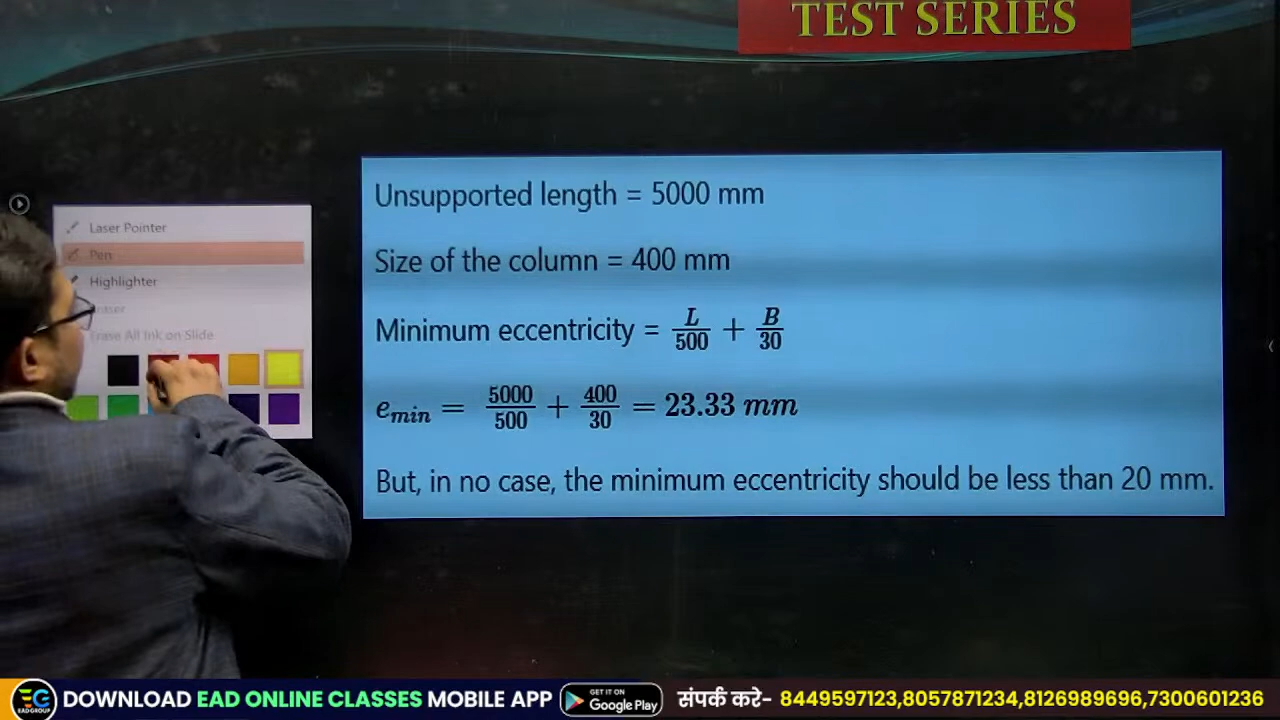 TEST SERIES
Laser Pointer
Pen
Highlighter
Erase All Ink on Slide
Unsupported length = 5000 mm
Size of the column = 400 mm
Minimum eccentricity = L/500 + B/30
e_min = 5000/500 + 400/30 = 23.33 mm
But, in no case, the minimum eccentricity should be less than 20 mm.
EG EAD GROUP DOWNLOAD EAD ONLINE CLASSES MOBILE APP GET IT ON Google Play संपर्क करे- 8449597123,8057871234,8126989696,7300601236